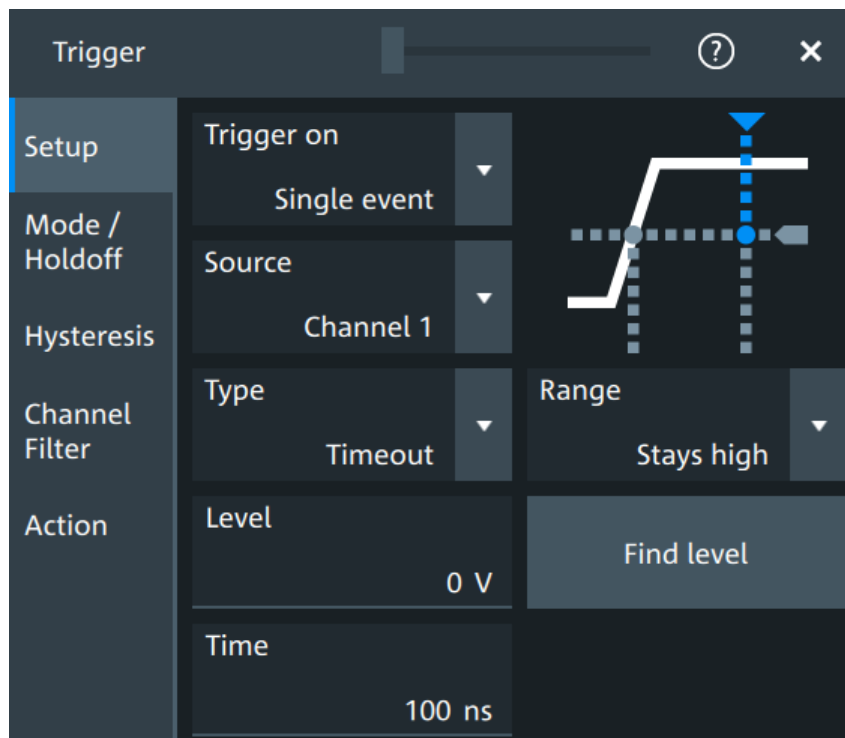 Trigger
?
×
Setup
Mode /
Holdoff
Hysteresis
Channel
Filter
Action
Trigger on
Single event
Source
Channel 1
Type
Timeout
Range
Stays high
Level
0 V
Find level
Time
100 ns